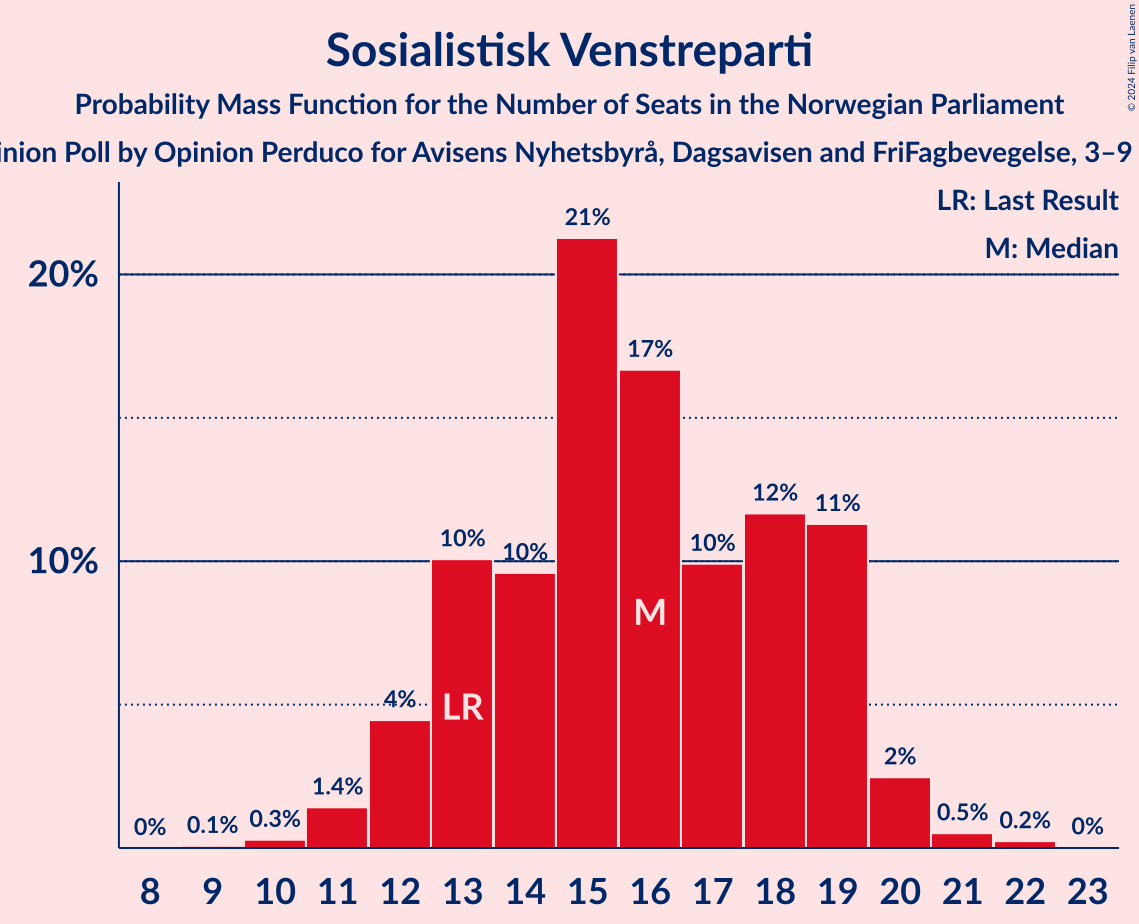 Sosialistisk Venstreparti
Probability Mass Function for the Number of Seats in the Norwegian Parliament
Poll by Opinion Perduco for Avisens Nyhetsbyrå, Dagsavisen and FriFagbevegelse, 3–9
© 2024 Filip van Laenen
LR: Last Result
M: Median
20%
10%
0%
0.1%
0.3%
1.4%
4%
10%
10%
21%
17%
10%
12%
11%
2%
0.5%
0.2%
0%
LR
M
8 9 10 11 12 13 14 15 16 17 18 19 20 21 22 23